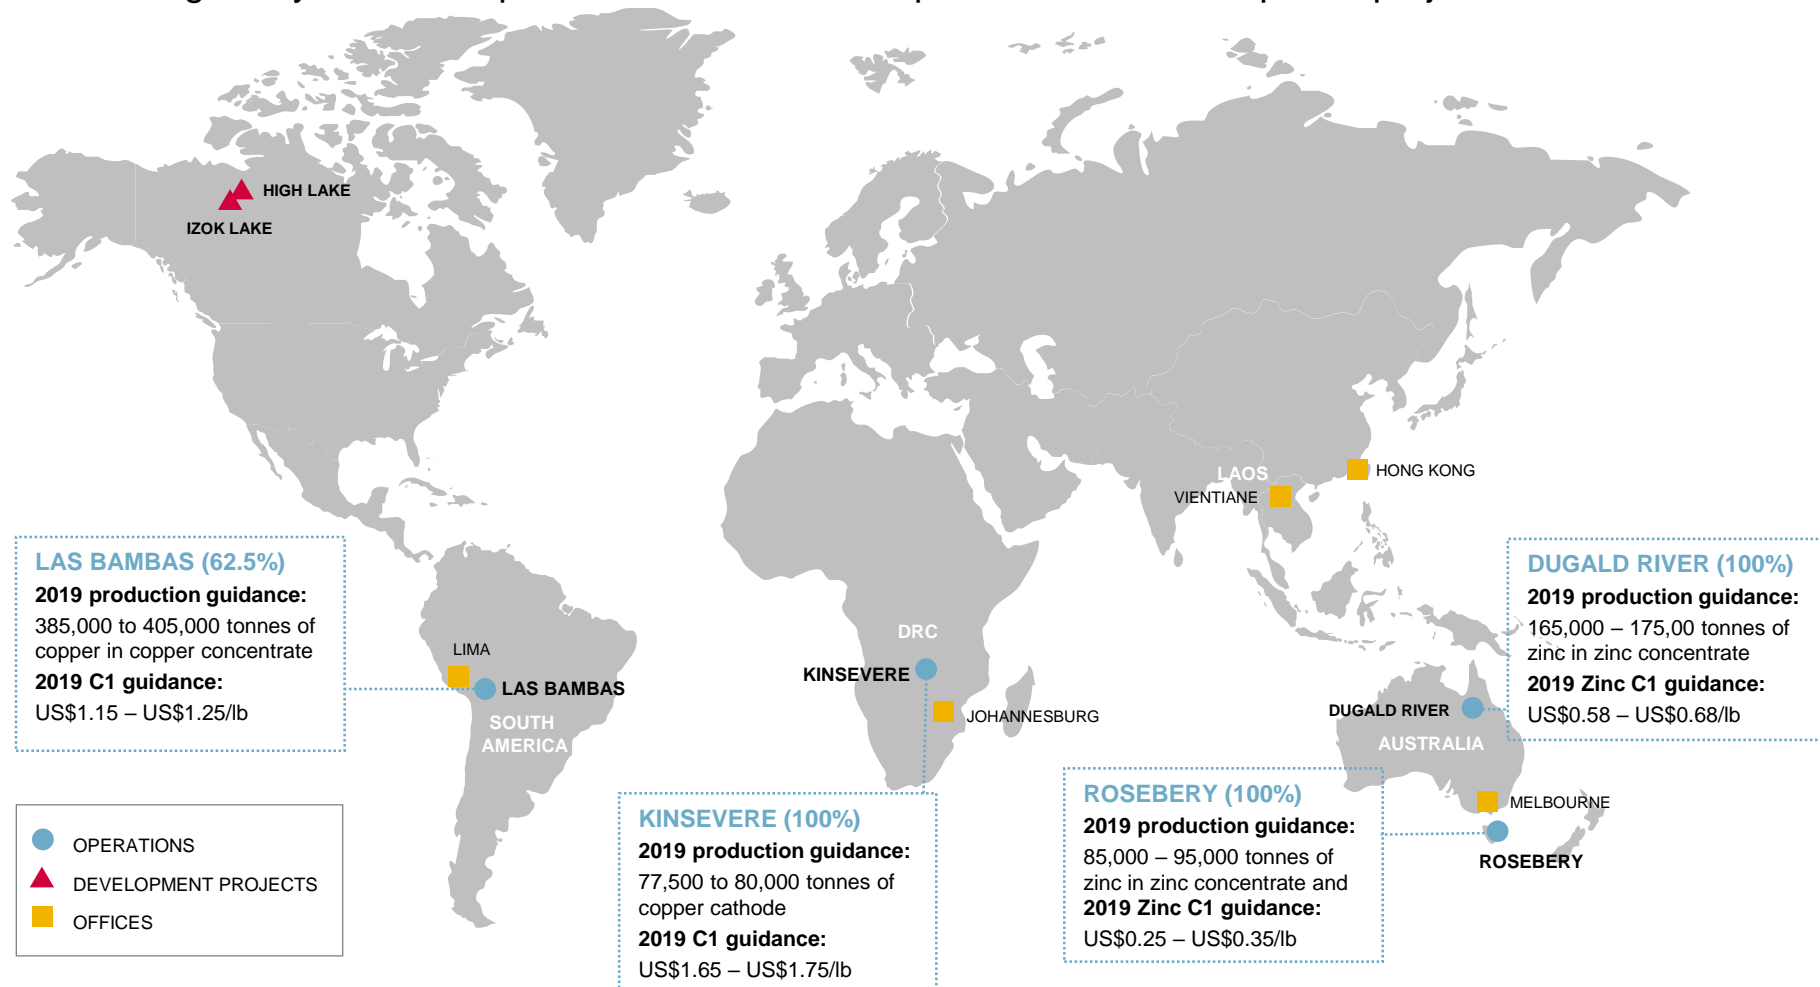 HIGH LAKE
IZOK LAKE
LAOS
HONG KONG
VIENTIANE
LAS BAMBAS (62.5%)
2019 production guidance:
385,000 to 405,000 tonnes of
copper in copper concentrate
2019 C1 guidance:
US$1.15 – US$1.25/lb
LIMA
LAS BAMBAS
SOUTH
AMERICA
DRC
KINSEVERE
JOHANNESBURG
DUGALD RIVER (100%)
2019 production guidance:
165,000 – 175,00 tonnes of
zinc in zinc concentrate
2019 Zinc C1 guidance:
US$0.58 – US$0.68/lb
DUGALD RIVER
AUSTRALIA
MELBOURNE
ROSEBERY
OPERATIONS
DEVELOPMENT PROJECTS
OFFICES
KINSEVERE (100%)
2019 production guidance:
77,500 to 80,000 tonnes of
copper cathode
2019 C1 guidance:
US$1.65 – US$1.75/lb
ROSEBERY (100%)
2019 production guidance:
85,000 – 95,000 tonnes of
zinc in zinc concentrate and
2019 Zinc C1 guidance:
US$0.25 – US$0.35/lb